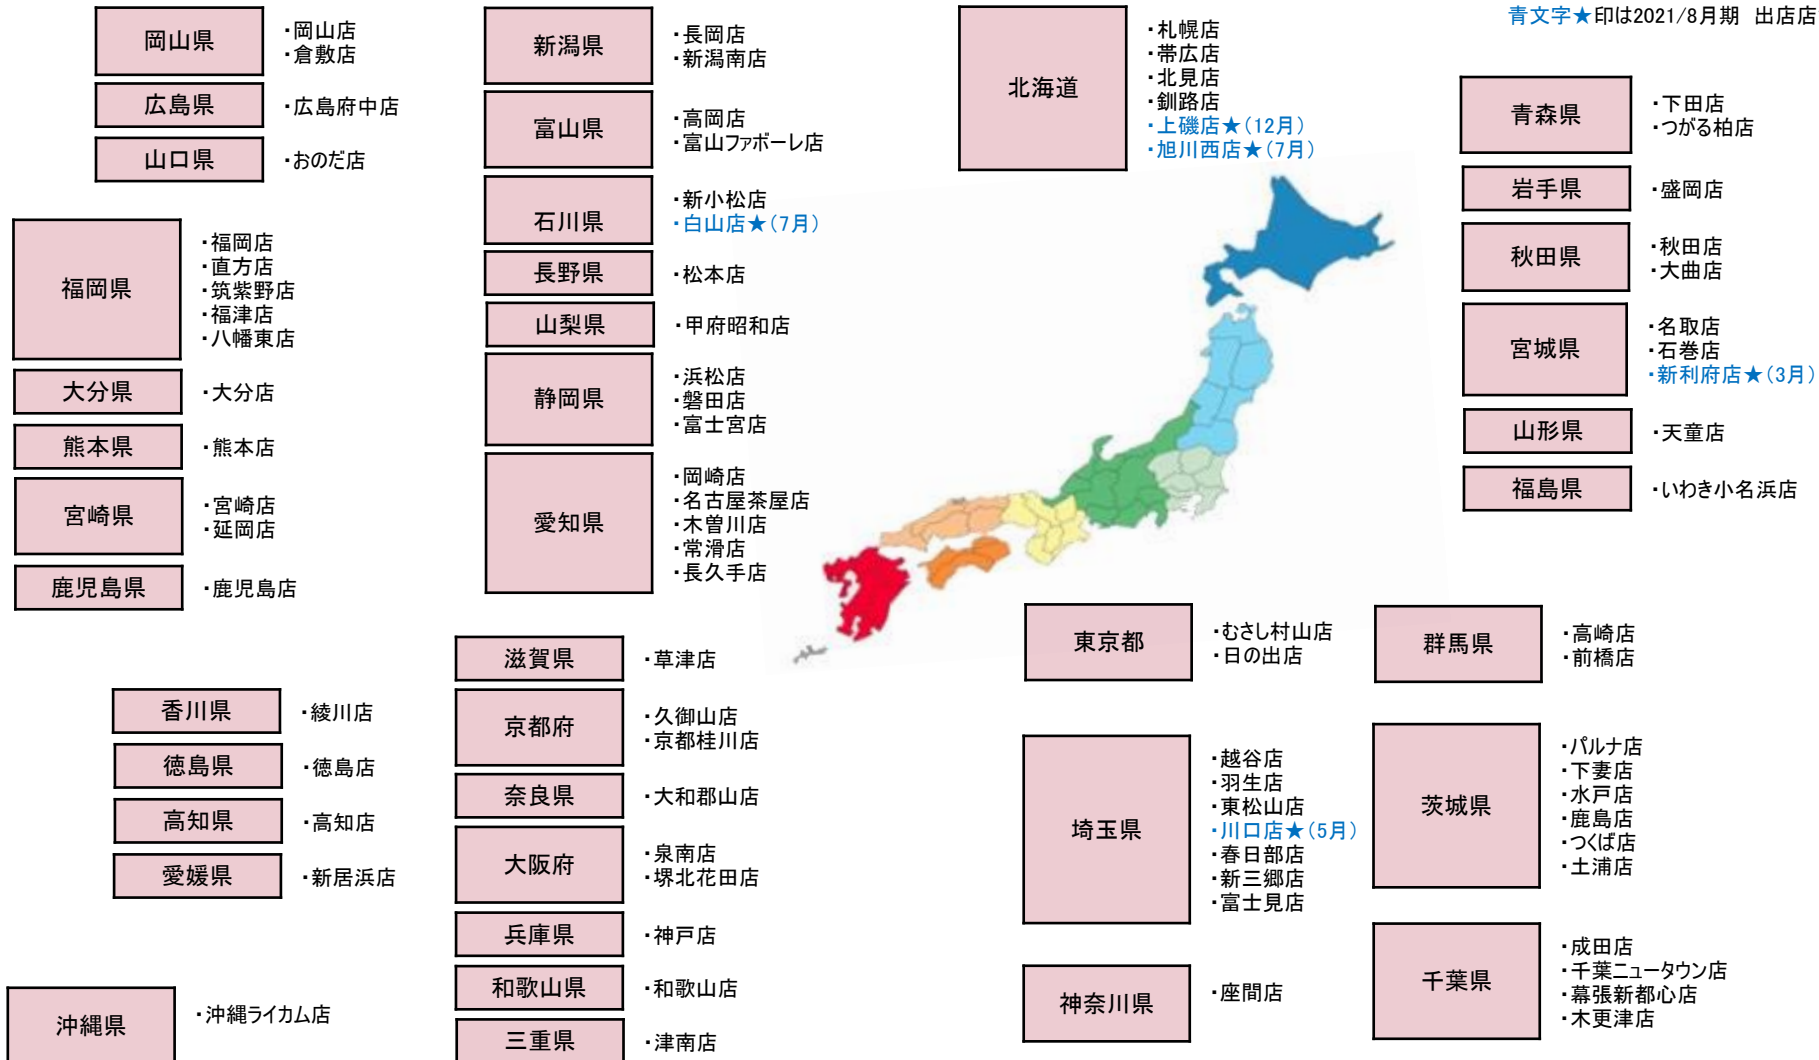 青文字★印は2021/8月期 出店店
岡山県
・岡山店
・倉敷店
広島県
・広島府中店
山口県
・おのだ店
福岡県
・福岡店
・直方店
・筑紫野店
・福津店
・八幡東店
大分県
・大分店
熊本県
・熊本店
宮崎県
・宮崎店
・延岡店
鹿児島県
・鹿児島店
香川県
・綾川店
徳島県
・徳島店
高知県
・高知店
愛媛県
・新居浜店
沖縄県
・沖縄ライカム店
新潟県
・長岡店
・新潟南店
富山県
・高岡店
・富山ファボーレ店
石川県
・新小松店
・白山店★(7月)
長野県
・松本店
山梨県
・甲府昭和店
静岡県
・浜松店
・磐田店
・富士宮店
愛知県
・岡崎店
・名古屋茶屋店
・木曽川店
・常滑店
・長久手店
滋賀県
・草津店
京都府
・久御山店
・京都桂川店
奈良県
・大和郡山店
大阪府
・泉南店
・堺北花田店
兵庫県
・神戸店
和歌山県
・和歌山店
三重県
・津南店
北海道
・札幌店
・帯広店
・北見店
・釧路店
・上磯店★(12月)
・旭川西店★(7月)
青森県
・下田店
・つがる柏店
岩手県
・盛岡店
秋田県
・秋田店
・大曲店
宮城県
・名取店
・石巻店
・新利府店★(3月)
山形県
・天童店
福島県
・いわき小名浜店
東京都
・むさし村山店
・日の出店
埼玉県
・越谷店
・羽生店
・東松山店
・川口店★(5月)
・春日部店
・新三郷店
・富士見店
神奈川県
・座間店
群馬県
・高崎店
・前橋店
茨城県
・パルナ店
・下妻店
・水戸店
・鹿島店
・つくば店
・土浦店
千葉県
・成田店
・千葉ニュータウン店
・幕張新都心店
・木更津店